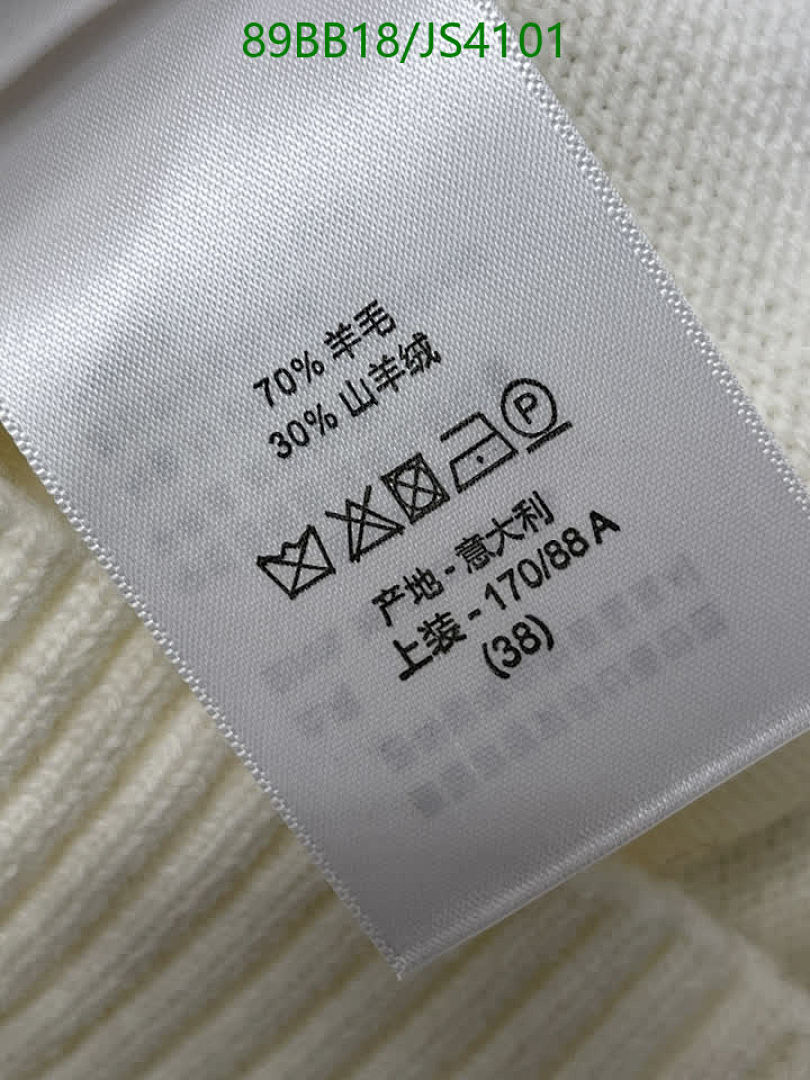 89BB18/JS4101
70% 羊毛
30% 山羊绒
P
产地 - 意大利
上装 - 170/88 A
(38)